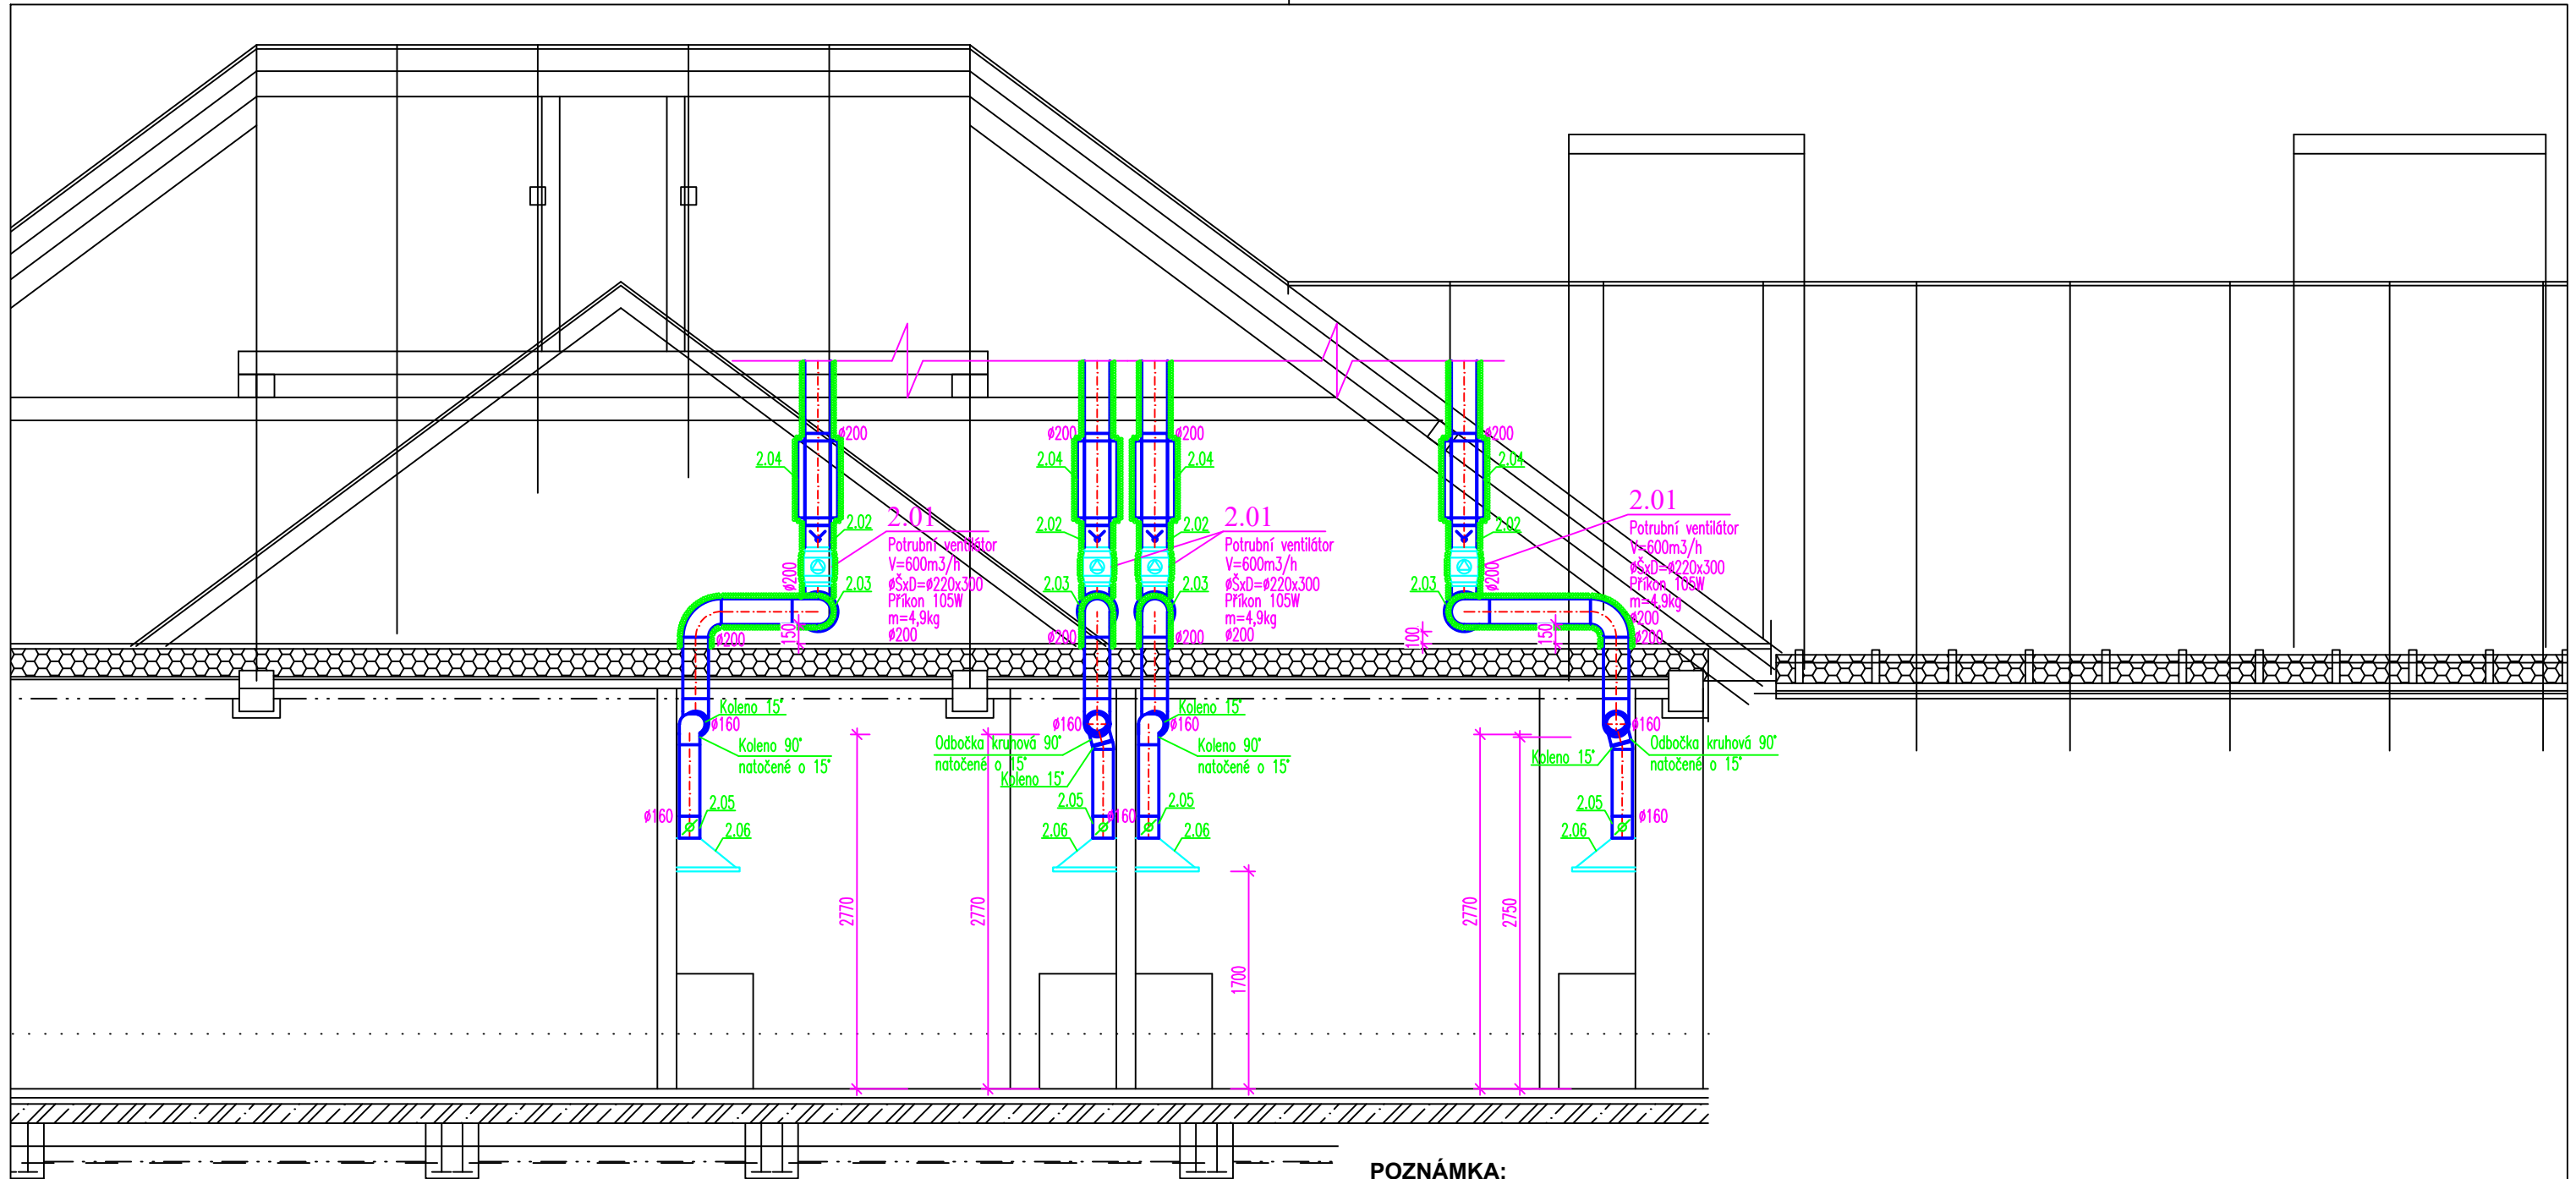 ø200
ø200
ø200
ø200
2.04
2.04
2.04
2.04
2.02
2.02
2.02
2.02
2.01
Potrubní ventilátor
V=600m3/h
øŠxD=ø220x300
Příkon 105W
m=4,9kg
ø200
2.01
Potrubní ventilátor
V=600m3/h
øŠxD=ø220x300
Příkon 105W
m=4,9kg
ø200
2.01
Potrubní ventilátor
V=600m3/h
øŠxD=ø220x300
Příkon 105W
m=4,9kg
ø200
ø200
ø200
2.03
2.03
2.03
2.03
ø200
150
ø200
ø200
100
150
ø200
Koleno 15°
ø160
Koleno 90°
natočené o 15°
ø160
Odbočka kruhová 90°
natočené o 15°
Koleno 15°
Koleno 15°
ø160
Koleno 90°
natočené o 15°
ø160
Odbočka kruhová 90°
natočené o 15°
Koleno 15°
ø160
2.05
2.06
2.05
ø160
2.06
2.05
2.06
2.05
ø160
2.06
2770
2770
1700
2770
2750
POZNÁMKA: